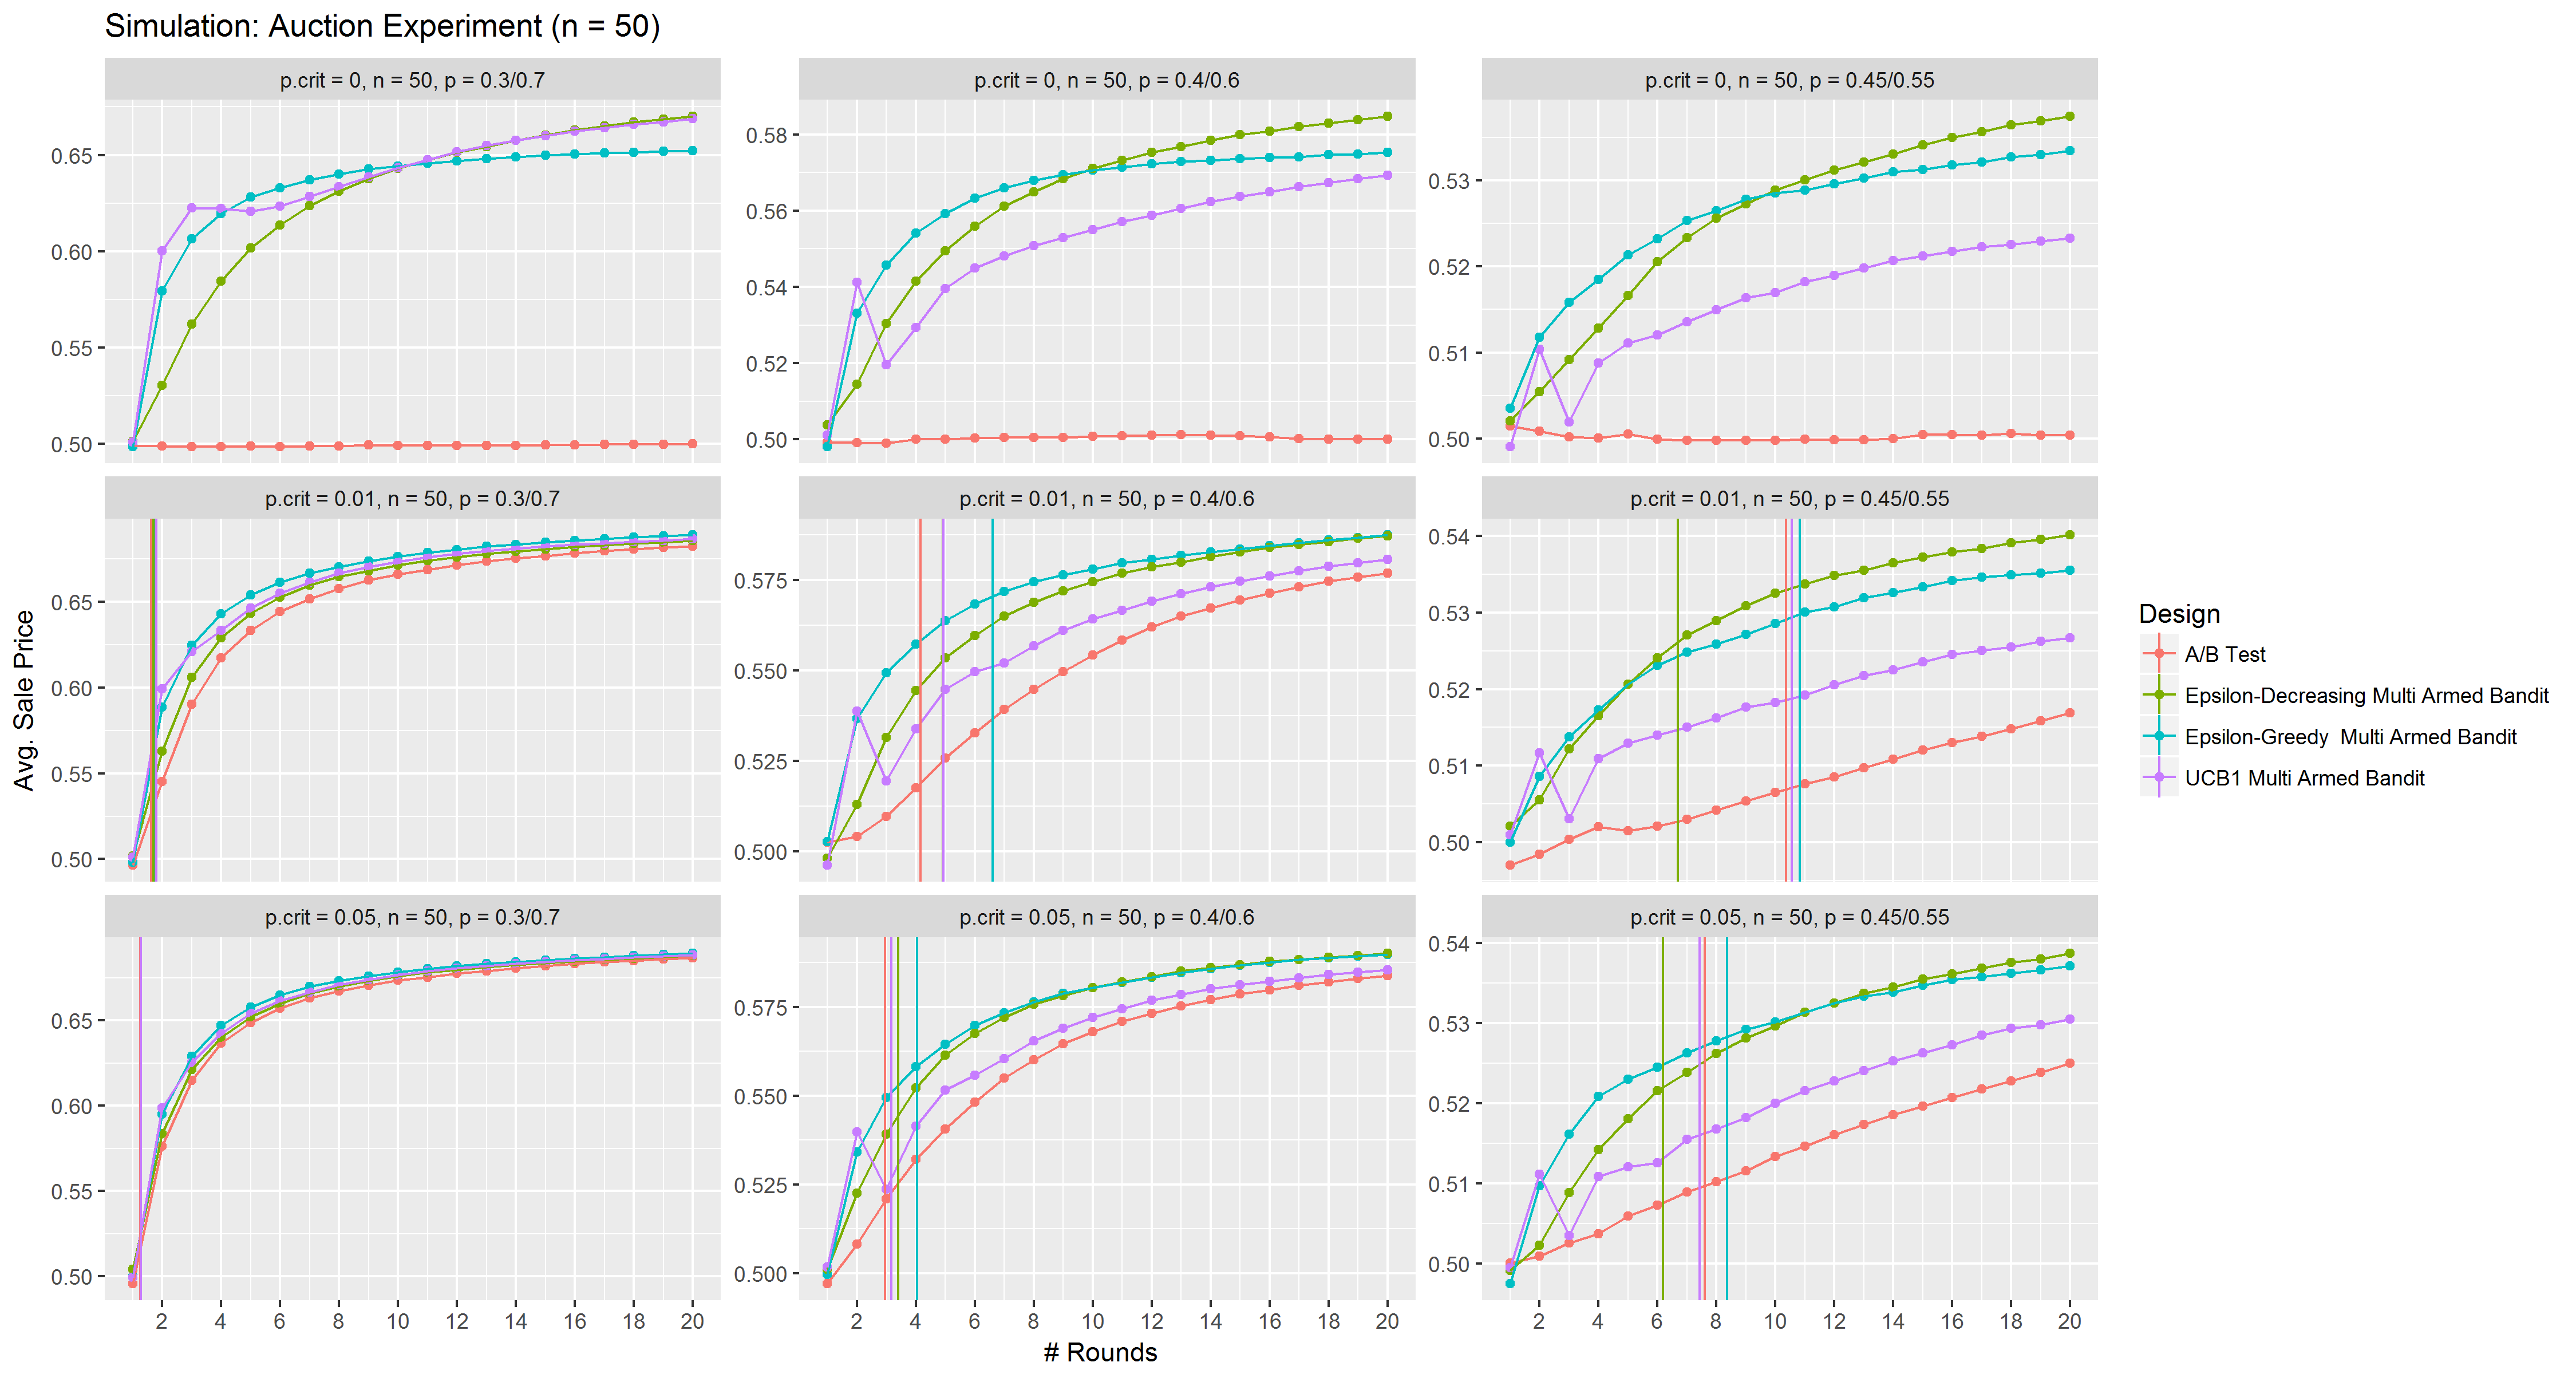 Simulation: Auction Experiment (n = 50)
p.crit = 0, n = 50, p = 0.3/0.7
p.crit = 0, n = 50, p = 0.4/0.6
p.crit = 0, n = 50, p = 0.45/0.55
0.65
0.60
0.55
0.50
0.58
0.56
0.54
0.52
0.50
0.53
0.52
0.51
0.50
p.crit = 0.01, n = 50, p = 0.3/0.7
p.crit = 0.01, n = 50, p = 0.4/0.6
p.crit = 0.01, n = 50, p = 0.45/0.55
0.65
0.60
0.55
0.50
0.575
0.550
0.525
0.500
0.54
0.53
0.52
0.51
0.50
p.crit = 0.05, n = 50, p = 0.3/0.7
p.crit = 0.05, n = 50, p = 0.4/0.6
p.crit = 0.05, n = 50, p = 0.45/0.55
0.65
0.60
0.55
0.50
0.575
0.550
0.525
0.500
0.54
0.53
0.52
0.51
0.50
2 4 6 8 10 12 14 16 18 20
2 4 6 8 10 12 14 16 18 20
2 4 6 8 10 12 14 16 18 20
# Rounds
Avg. Sale Price
Design
A/B Test
Epsilon-Decreasing Multi Armed Bandit
Epsilon-Greedy  Multi Armed Bandit
UCB1 Multi Armed Bandit